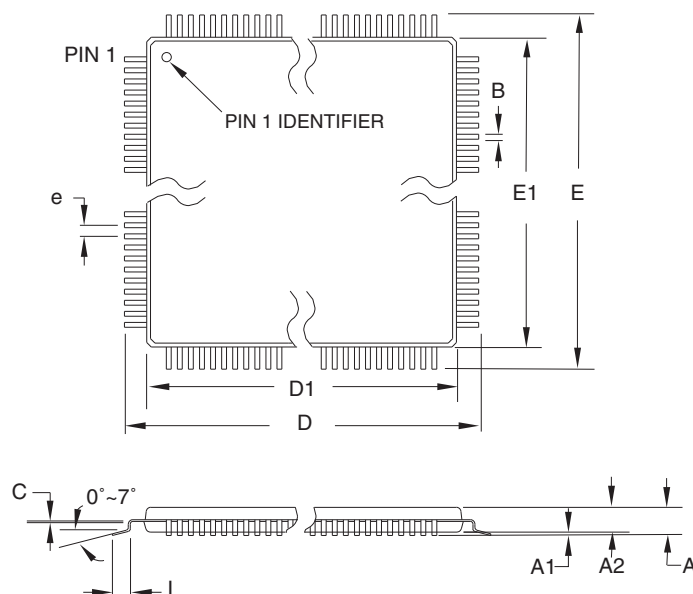 PIN 1
PIN 1 IDENTIFIER
B
e
E1
E
D1
D
C
0°~7°
L
A1
A2
A